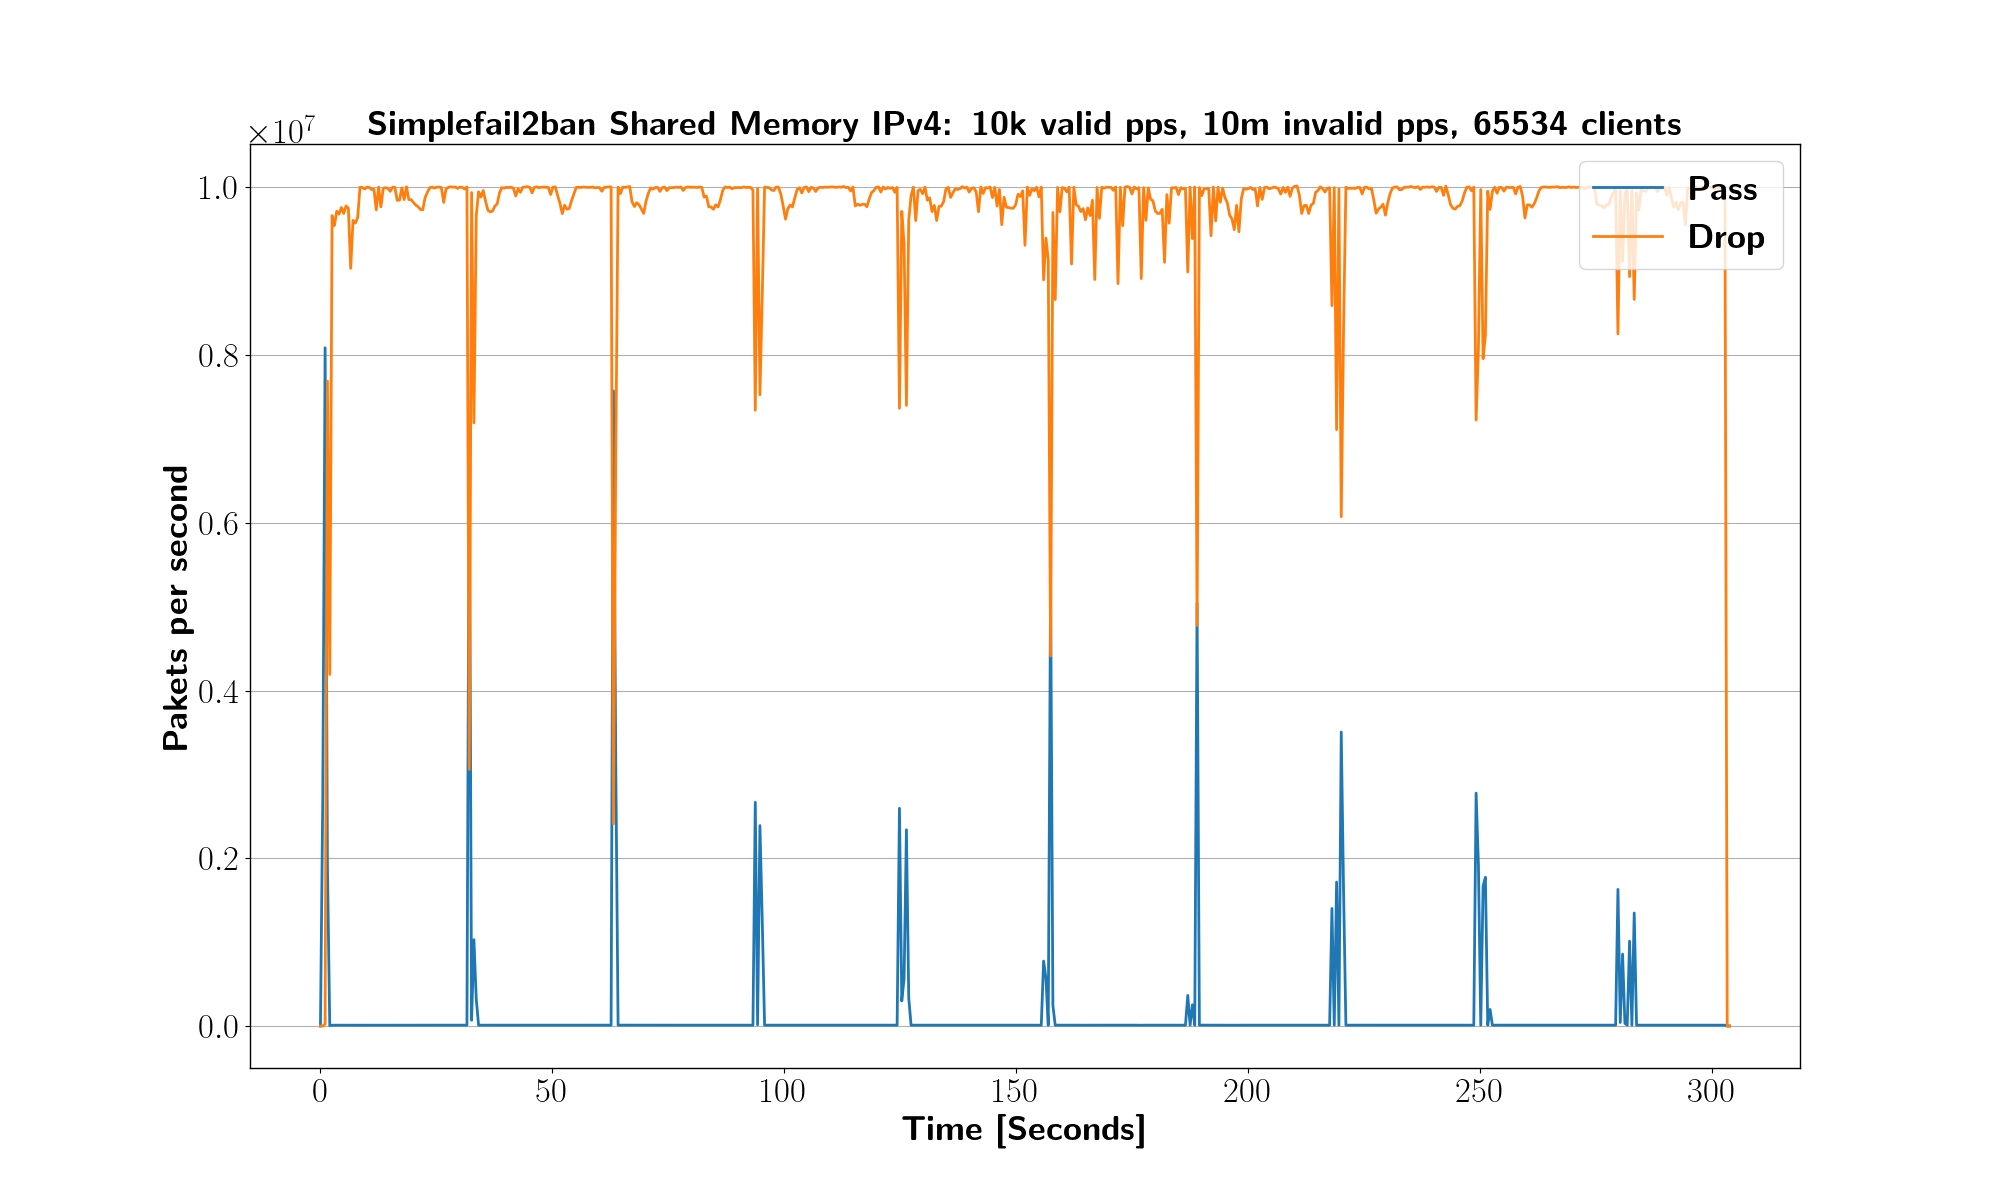 Simplefail2ban Shared Memory IPv4: 10k valid pps, 10m invalid pps, 65534 clients
×10⁷
1.0
0.8
0.6
0.4
0.2
0.0
Pakets per second
Pass
Drop
0 50 100 150 200 250 300
Time [Seconds]